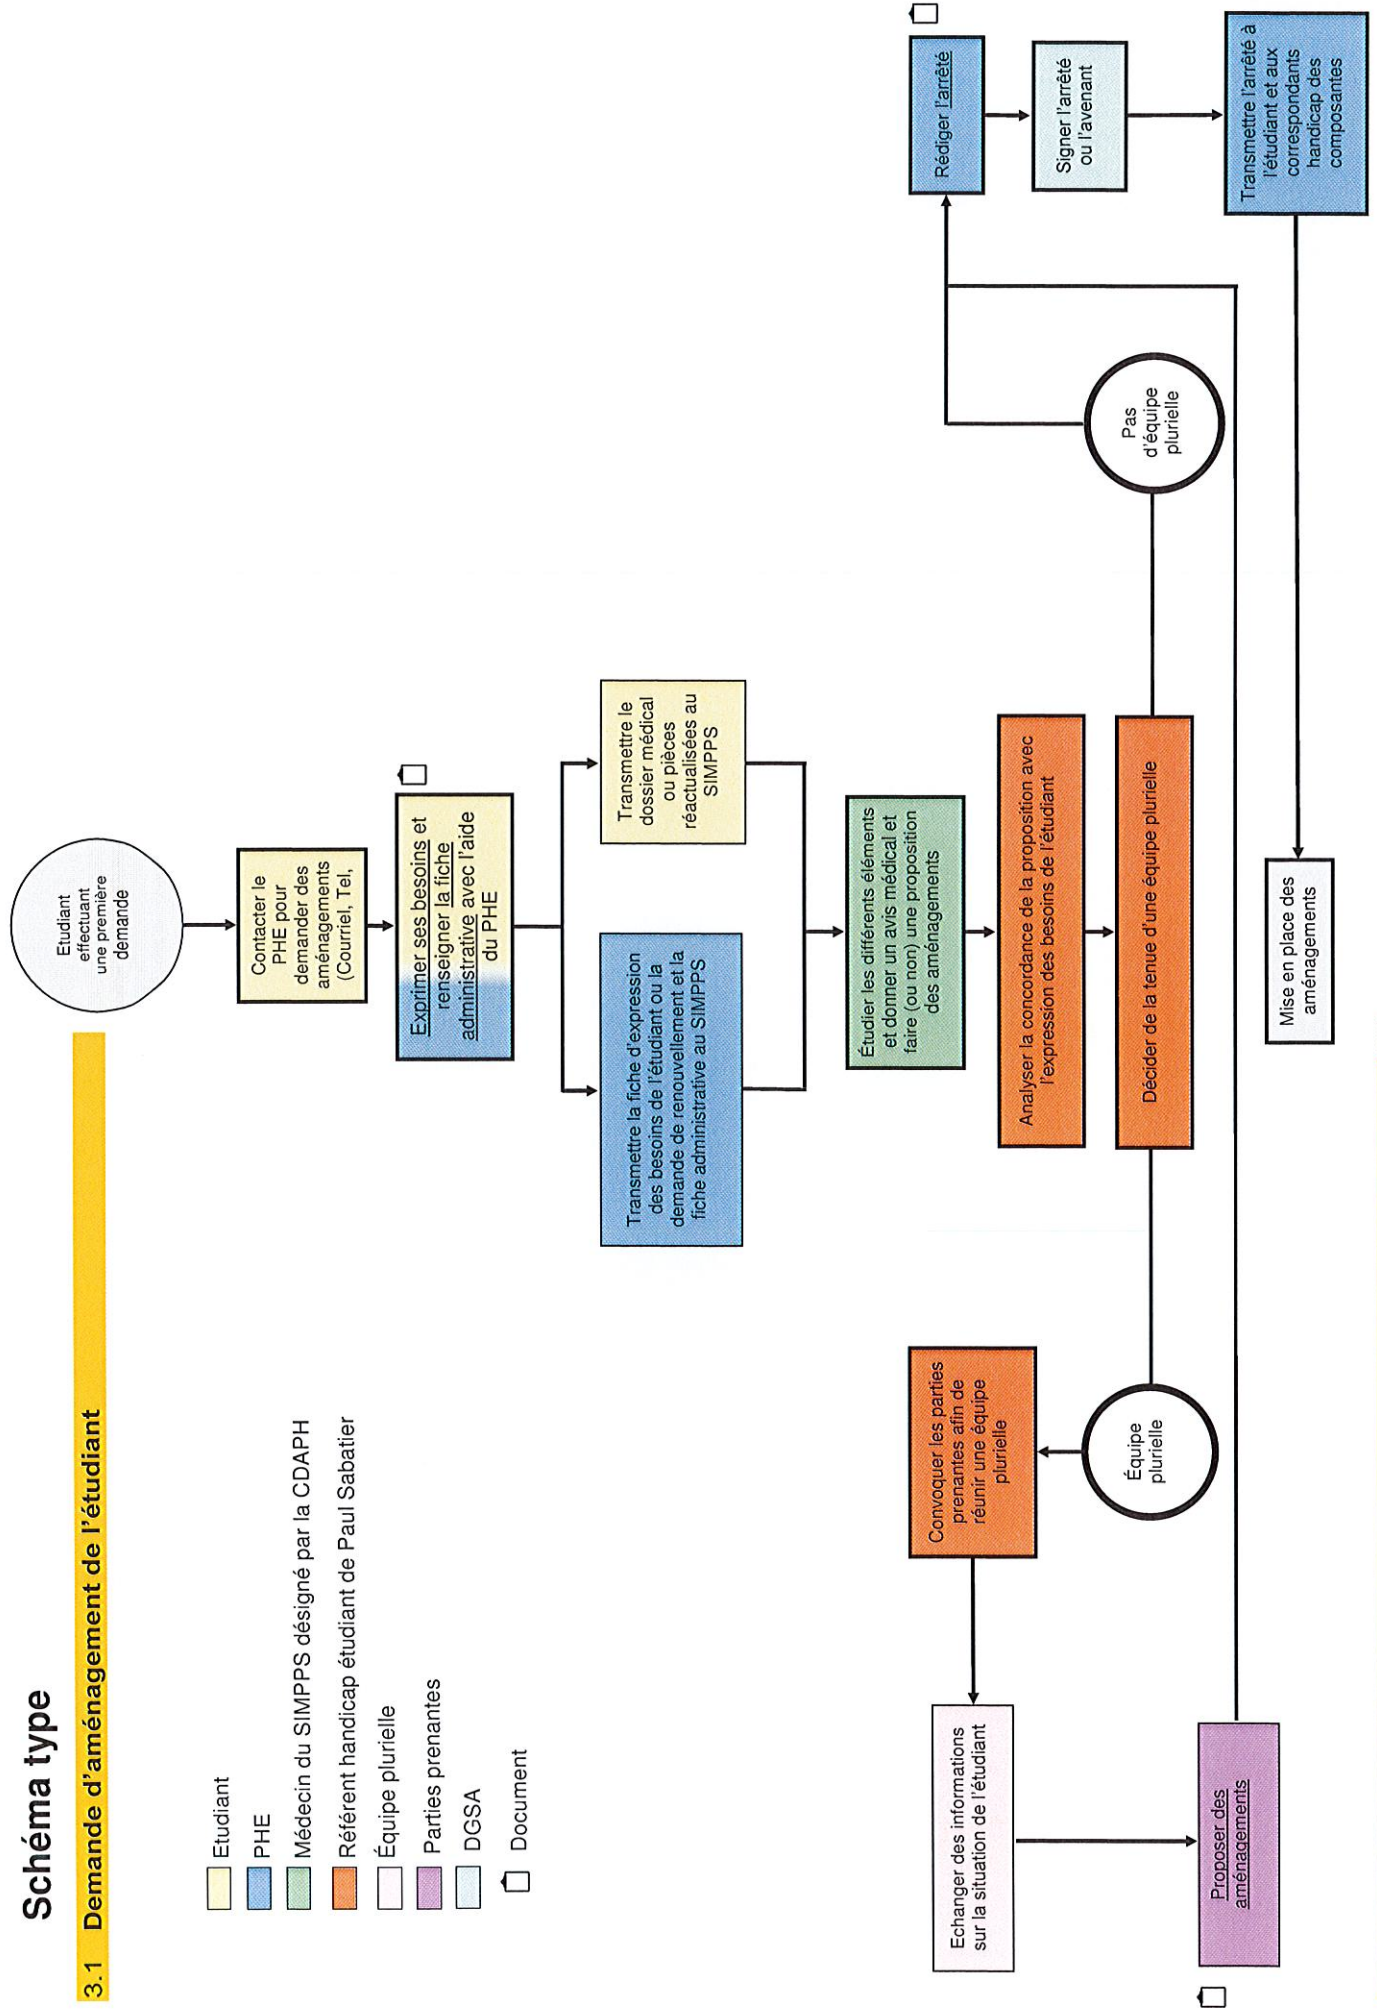 Schéma type
3.1 Demande d'aménagement de l'étudiant
Etudiant
PHE
Médecin du SIMPPS désigné par la CDAPH
Référent handicap étudiant de Paul Sabatier
Équipe plurielle
Parties prenantes
DGSA
Document
Etudiant
effectuant
une première
demande
Contacter le
PHE pour
demander des
aménagements
(Courriel, Tel,
Exprimer ses besoins et
renseigner la fiche
administrative avec l'aide
du PHE
Transmettre la fiche d'expression
des besoins de l'étudiant ou la
demande de renouvellement et la
fiche administrative au SIMPPS
Transmettre le
dossier médical
ou pièces
réactualisées au
SIMPPS
Étudier les différents éléments
et donner un avis médical et
faire (ou non) une proposition
des aménagements
Analyser la concordance de la proposition avec
l'expression des besoins de l'étudiant
Décider de la tenue d'une équipe plurielle
Équipe
plurielle
Convoquer les parties
prenantes afin de
réunir une équipe
plurielle
Echanger des informations
sur la situation de l'étudiant
Proposer des
aménagements
Pas
d'équipe
plurielle
Rédiger l'arrêté
Signer l'arrêté
ou l'avenant
Transmettre l'arrêté à
l'étudiant et aux
correspondants
handicap des
composantes
Mise en place des
aménagements